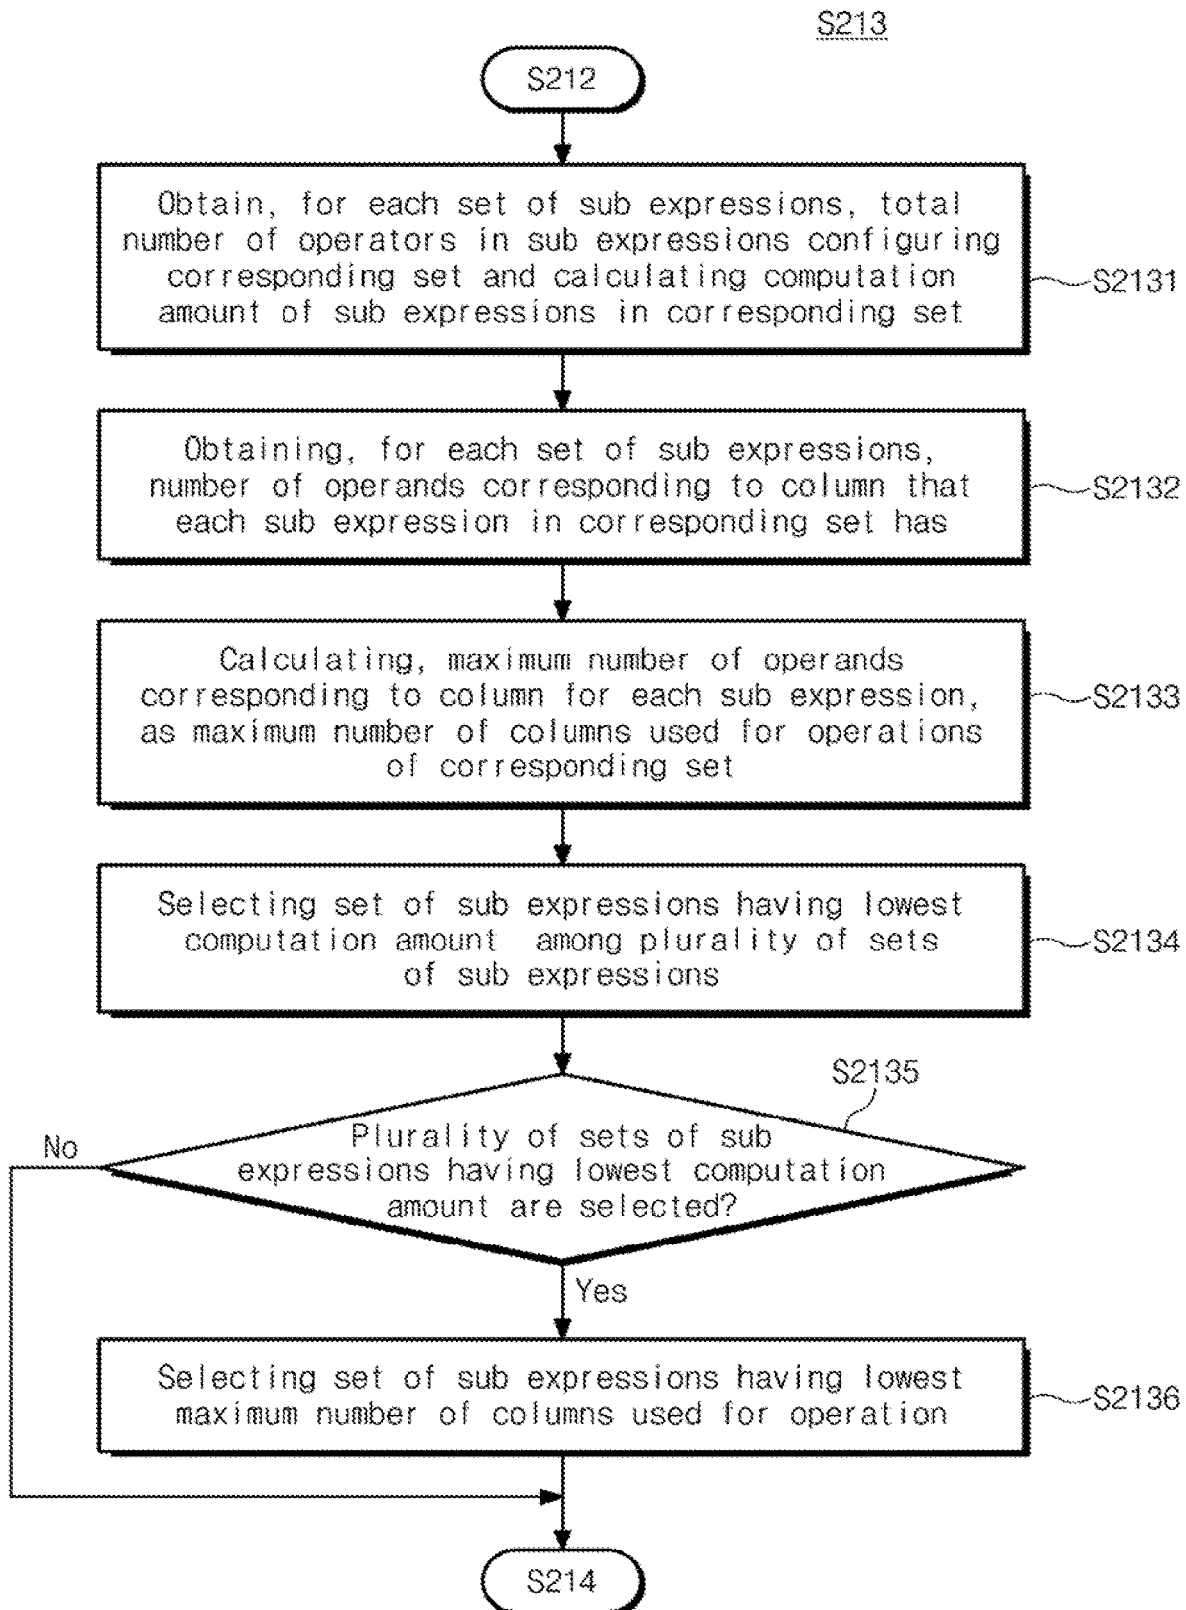 S213
S212
Obtain, for each set of sub expressions, total
number of operators in sub expressions configuring
corresponding set and calculating computation
amount of sub expressions in corresponding set
S2131
Obtaining, for each set of sub expressions,
number of operands corresponding to column that
each sub expression in corresponding set has
S2132
Calculating, maximum number of operands
corresponding to column for each sub expression,
as maximum number of columns used for operations
of corresponding set
S2133
Selecting set of sub expressions having lowest
computation amount among plurality of sets
of sub expressions
S2134
S2135
Plurality of sets of sub
expressions having lowest computation
amount are selected?
No
Yes
Selecting set of sub expressions having lowest
maximum number of columns used for operation
S2136
S214